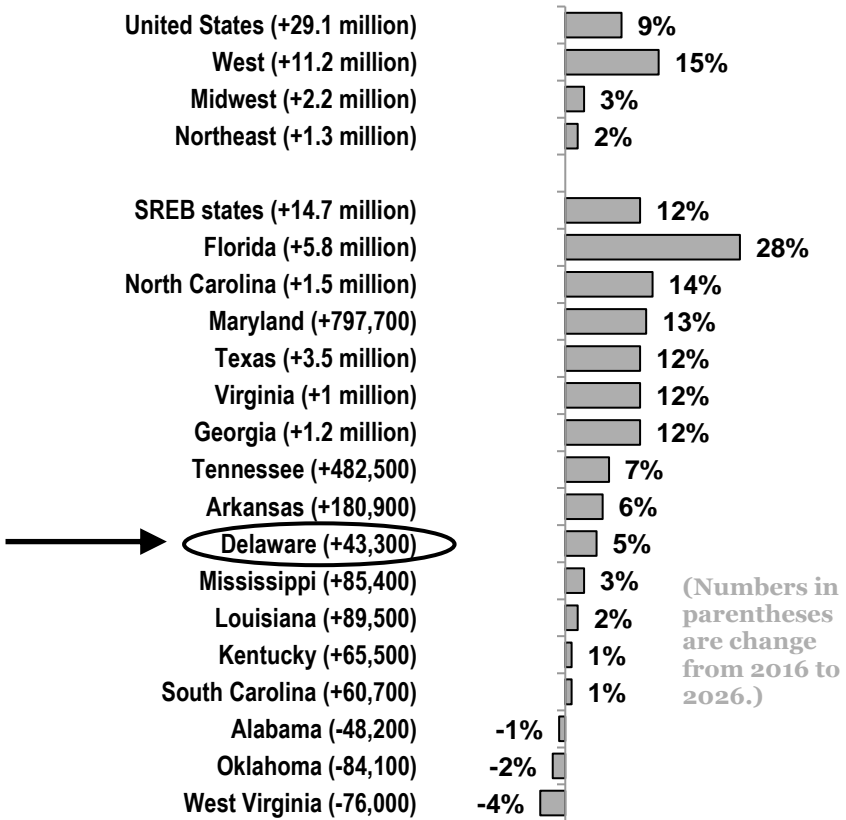 United States (+29.1 million) 9%
West (+11.2 million) 15%
Midwest (+2.2 million) 3%
Northeast (+1.3 million) 2%
SREB states (+14.7 million) 12%
Florida (+5.8 million) 28%
North Carolina (+1.5 million) 14%
Maryland (+797,700) 13%
Texas (+3.5 million) 12%
Virginia (+1 million) 12%
Georgia (+1.2 million) 12%
Tennessee (+482,500) 7%
Arkansas (+180,900) 6%
Delaware (+43,300) 5%
Mississippi (+85,400) 3%
Louisiana (+89,500) 2%
Kentucky (+65,500) 1%
South Carolina (+60,700) 1%
Alabama (-48,200) -1%
Oklahoma (-84,100) -2%
West Virginia (-76,000) -4%
(Numbers in
parentheses
are change
from 2016 to
2026.)